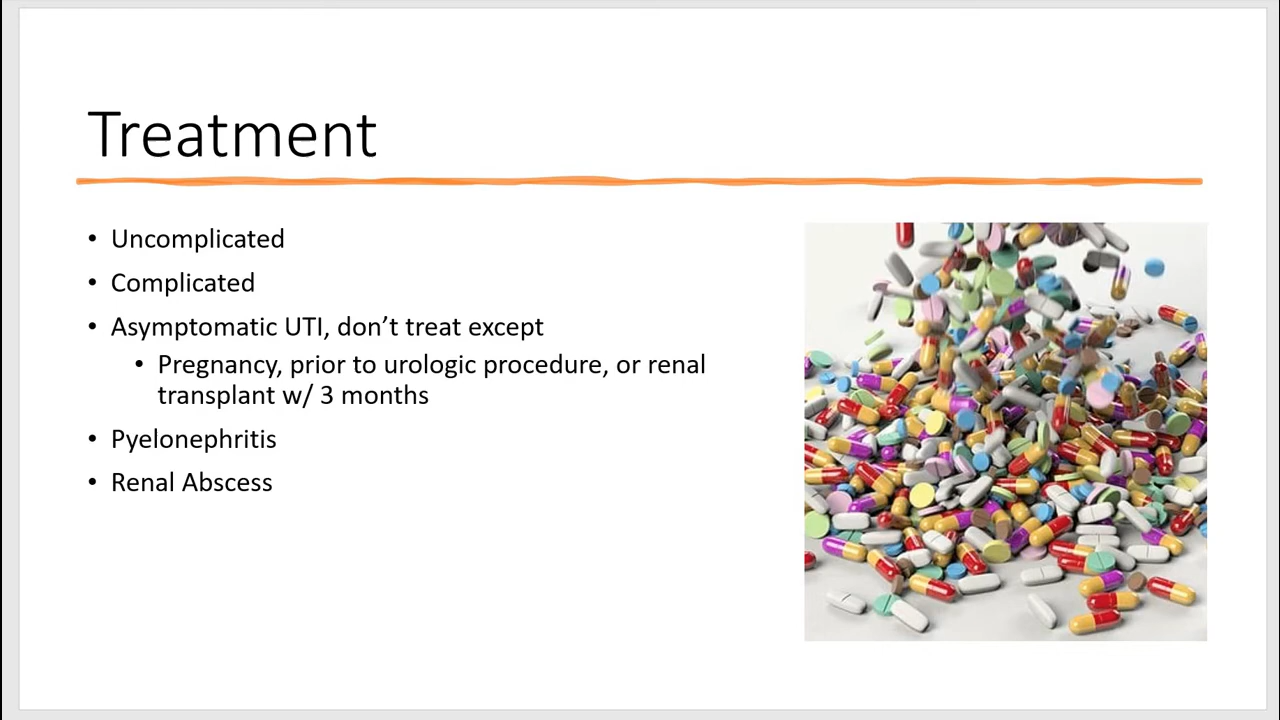 Treatment
• Uncomplicated
• Complicated
• Asymptomatic UTI, don’t treat except
• Pregnancy, prior to urologic procedure, or renal
transplant w/ 3 months
• Pyelonephritis
• Renal Abscess